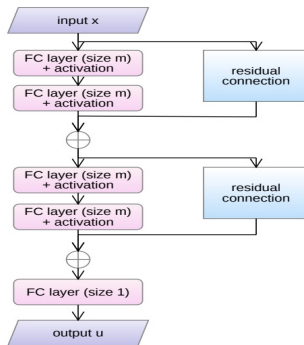 input x
FC layer (size m)
+ activation
residual
connection
FC layer (size m)
+ activation
FC layer (size m)
+ activation
residual
connection
FC layer (size m)
+ activation
FC layer (size 1)
output u